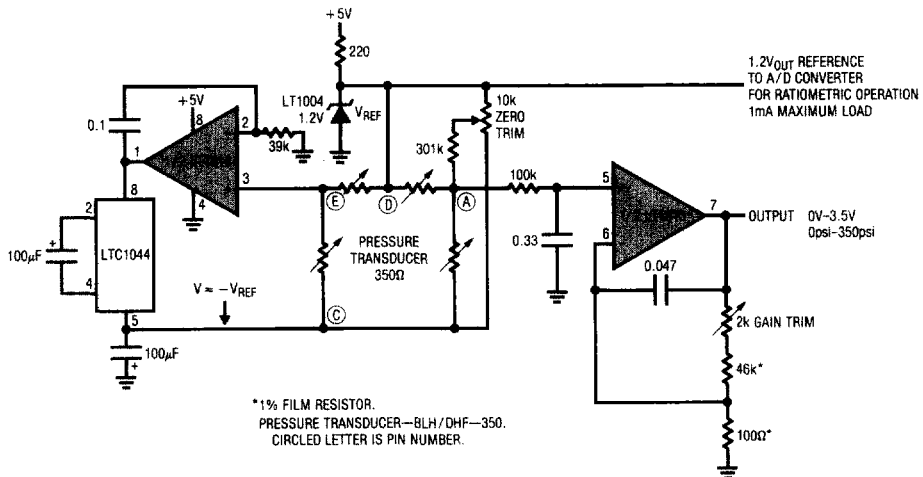 +5V
220
LT1004
1.2V
VREF
10k
ZERO
TRIM
301k
1.2VOUT REFERENCE
TO A/D CONVERTER
FOR RATIOMETRIC OPERATION
1mA MAXIMUM LOAD
0.1
+5V
8
2
39k
1
3
4
E
D
A
100k
5
7
6
OUTPUT 0V–3.5V
0psi–350psi
0.33
0.047
8
2
LTC1044
100µF
4
5
PRESSURE
TRANSDUCER
350Ω
V ≈ –VREF
C
2k GAIN TRIM
46k*
100Ω*
100µF
*1% FILM RESISTOR.
PRESSURE TRANSDUCER—BLH/DHF—350.
CIRCLED LETTER IS PIN NUMBER.